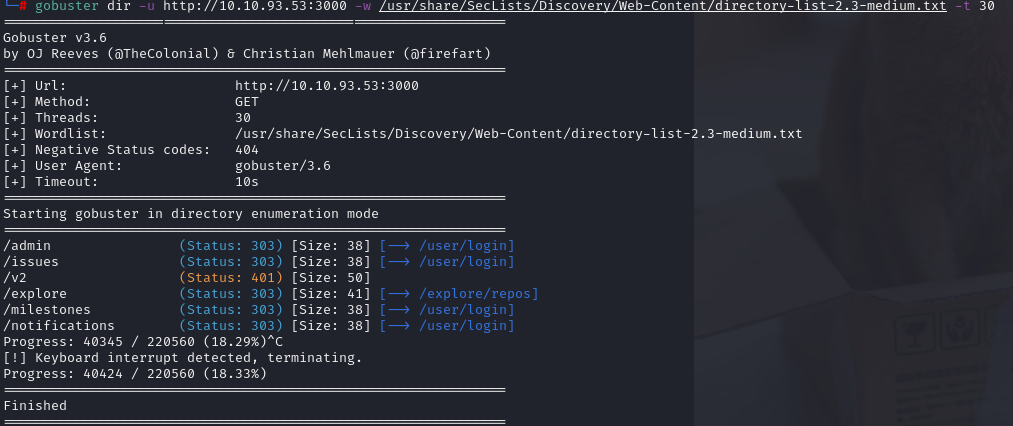 └─# gobuster dir -u http://10.10.93.53:3000 -w /usr/share/SecLists/Discovery/Web-Content/directory-list-2.3-medium.txt -t 30
===============================================================
Gobuster v3.6
by OJ Reeves (@TheColonial) & Christian Mehlmauer (@firefart)
===============================================================
[+] Url:                     http://10.10.93.53:3000
[+] Method:                  GET
[+] Threads:                 30
[+] Wordlist:                /usr/share/SecLists/Discovery/Web-Content/directory-list-2.3-medium.txt
[+] Negative Status codes:   404
[+] User Agent:              gobuster/3.6
[+] Timeout:                 10s
===============================================================
Starting gobuster in directory enumeration mode
===============================================================
/admin                (Status: 303) [Size: 38] [--> /user/login]
/issues               (Status: 303) [Size: 38] [--> /user/login]
/v2                   (Status: 401) [Size: 50]
/explore              (Status: 303) [Size: 41] [--> /explore/repos]
/milestones           (Status: 303) [Size: 38] [--> /user/login]
/notifications        (Status: 303) [Size: 38] [--> /user/login]
Progress: 40345 / 220560 (18.29%)^C
[!] Keyboard interrupt detected, terminating.
Progress: 40424 / 220560 (18.33%)
===============================================================
Finished
===============================================================